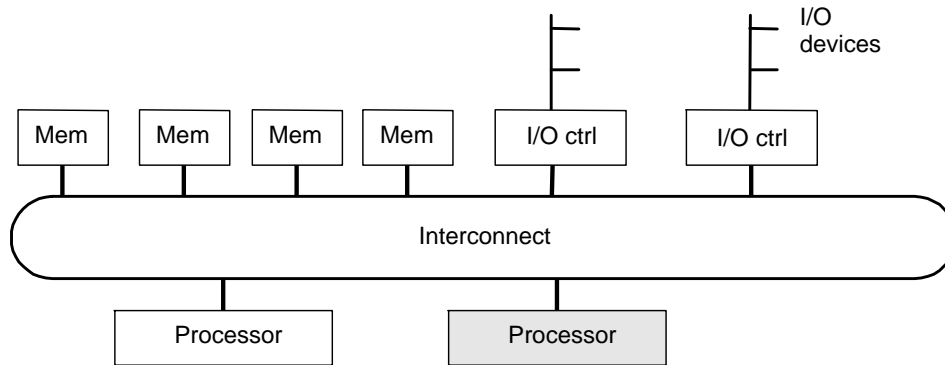 I/O
devices
Mem
Mem
Mem
Mem
I/O ctrl
I/O ctrl
Interconnect
Processor
Processor